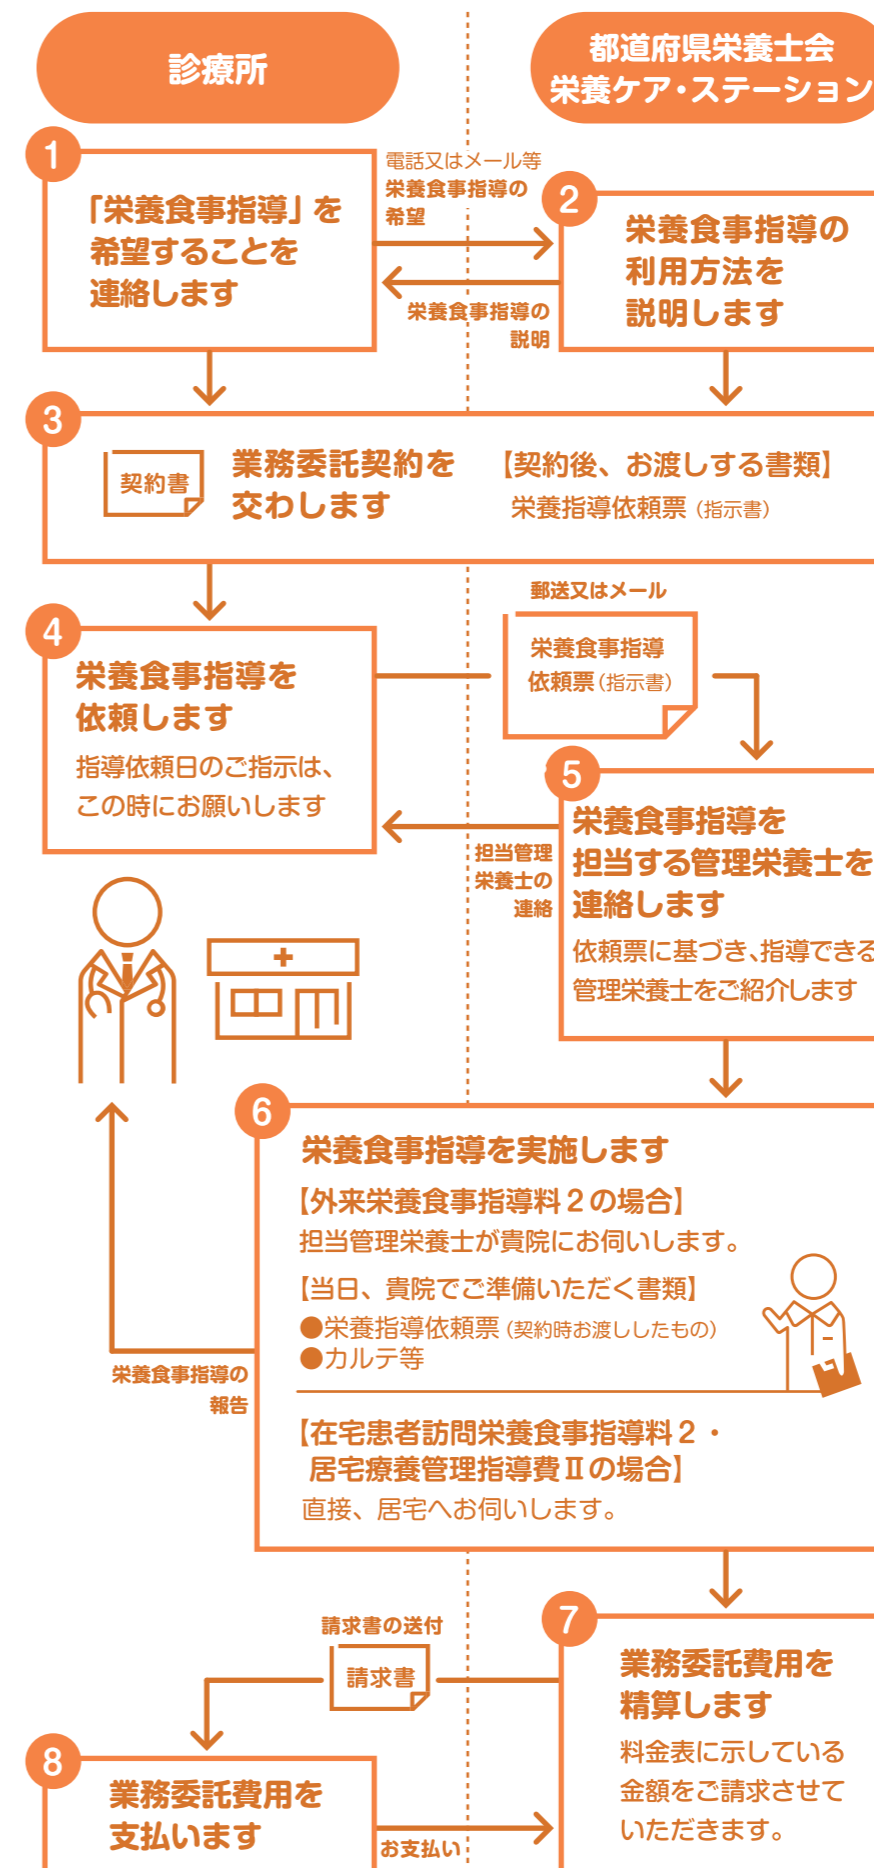 診療所
都道府県栄養士会
栄養ケア・ステーション
1
「栄養食事指導」を
希望することを
連絡します
電話又はメール等
栄養食事指導の
希望
2
栄養食事指導の
利用方法を
説明します
栄養食事指導の
説明
3
契約書
業務委託契約を
交わします
【契約後、お渡しする書類】
栄養指導依頼票（指示書）
4
栄養食事指導を
依頼します
指導依頼日のご指示は、
この時にお願いします
郵送又はメール
栄養食事指導
依頼票（指示書）
5
栄養食事指導を
担当する管理栄養士を
連絡します
依頼票に基づき、指導できる
管理栄養士をご紹介します
担当管理
栄養士の
連絡
6
栄養食事指導を実施します
【外来栄養食事指導料２の場合】
担当管理栄養士が貴院にお伺いします。
【当日、貴院でご準備いただく書類】
●栄養指導依頼票（契約時お渡ししたもの）
●カルテ等
【在宅患者訪問栄養食事指導料２・
居宅療養管理指導費Ⅱの場合】
直接、居宅へお伺いします。
栄養食事指導の
報告
7
業務委託費用を
精算します
料金表に示している
金額をご請求させて
いただきます。
請求書の送付
請求書
8
業務委託費用を
支払います
お支払い